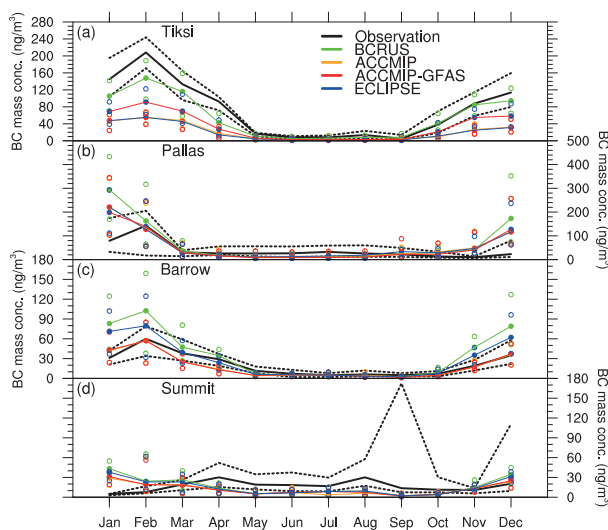 (a) Tiksi
Observation
BCRUS
ACCMIP
ACCMIP-GFAS
ECLIPSE
BC mass conc. (ng/m³)
280
240
200
160
120
80
40
0
(b) Pallas
BC mass conc. (ng/m³)
500
400
300
200
100
0
(c) Barrow
BC mass conc. (ng/m³)
180
150
120
90
60
30
0
(d) Summit
BC mass conc. (ng/m³)
180
150
120
90
60
30
0
Jan Feb Mar Apr May Jun Jul Aug Sep Oct Nov Dec